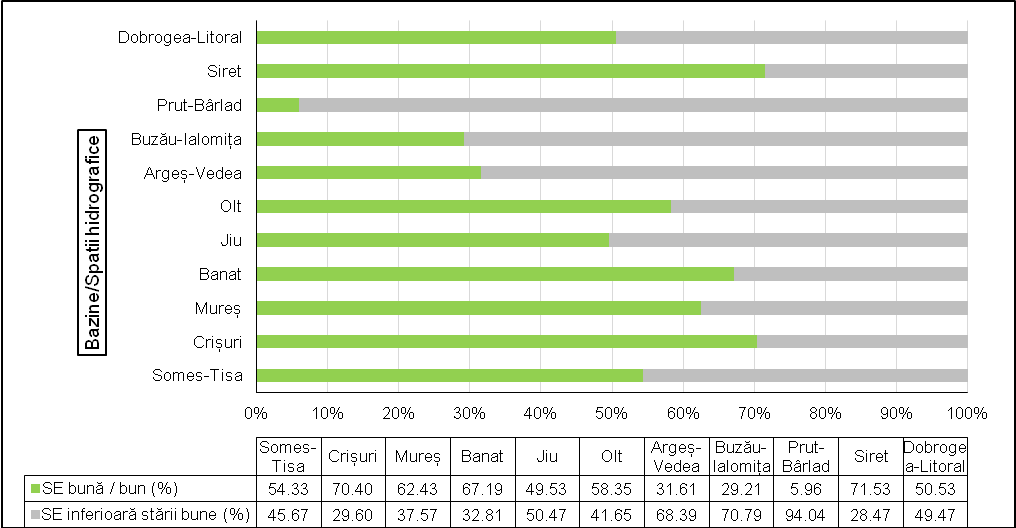 Dobrogea-Litoral
Siret
Prut-Bârlad
Buzău-Ialomița
Argeș-Vedea
Olt
Jiu
Banat
Mureș
Crișuri
Somes-Tisa
Bazine/Spatii hidrografice
0% 10% 20% 30% 40% 50% 60% 70% 80% 90% 100%
Somes-Tisa Crișuri Mureș Banat Jiu Olt Argeș-Vedea Buzău-Ialomița Prut-Bârlad Siret Dobrogea-Litoral
SE bună / bun (%) 54.33 70.40 62.43 67.19 49.53 58.35 31.61 29.21 5.96 71.53 50.53
SE inferioară stării bune (%) 45.67 29.60 37.57 32.81 50.47 41.65 68.39 70.79 94.04 28.47 49.47